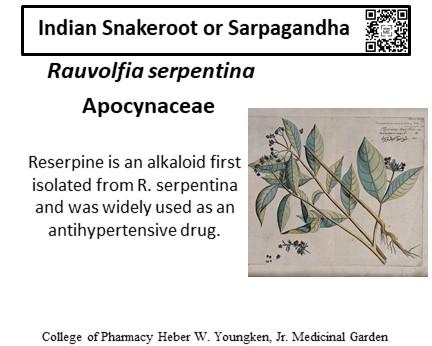 Indian Snakeroot or Sarpagandha
Rauvolfia serpentina
Apocynaceae
Reserpine is an alkaloid first
isolated from R. serpentina
and was widely used as an
antihypertensive drug.
College of Pharmacy Heber W. Youngken, Jr. Medicinal Garden